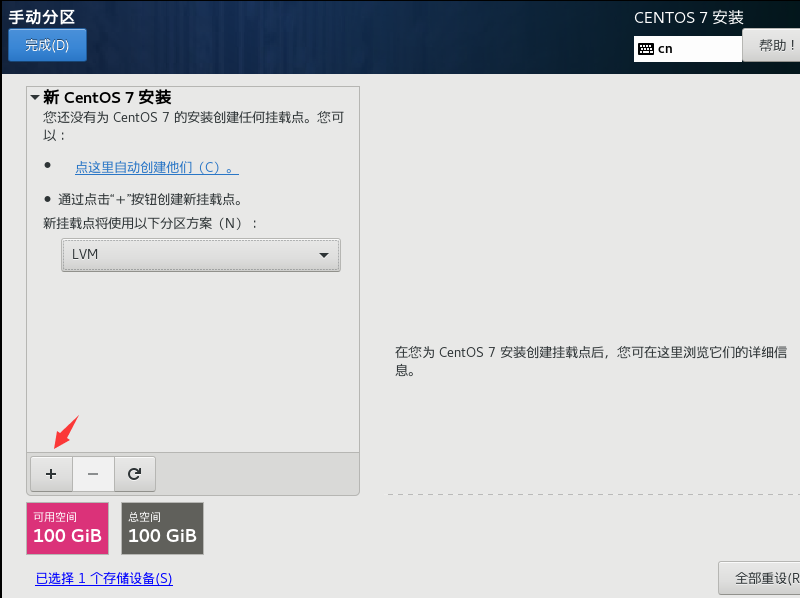 手动分区
CENTOS 7 安装
完成(D)
cn
帮助！
新 CentOS 7 安装
您还没有为 CentOS 7 的安装创建任何挂载点。您可
以：
点这里自动创建他们（C）。
通过点击“+”按钮创建新挂载点。
新挂载点将使用以下分区方案（N）：
LVM
在您为 CentOS 7 安装创建挂载点后，您可在这里浏览它们的详细信
息。
可用空间
100 GiB
总空间
100 GiB
已选择 1 个存储设备(S)
全部重设(R